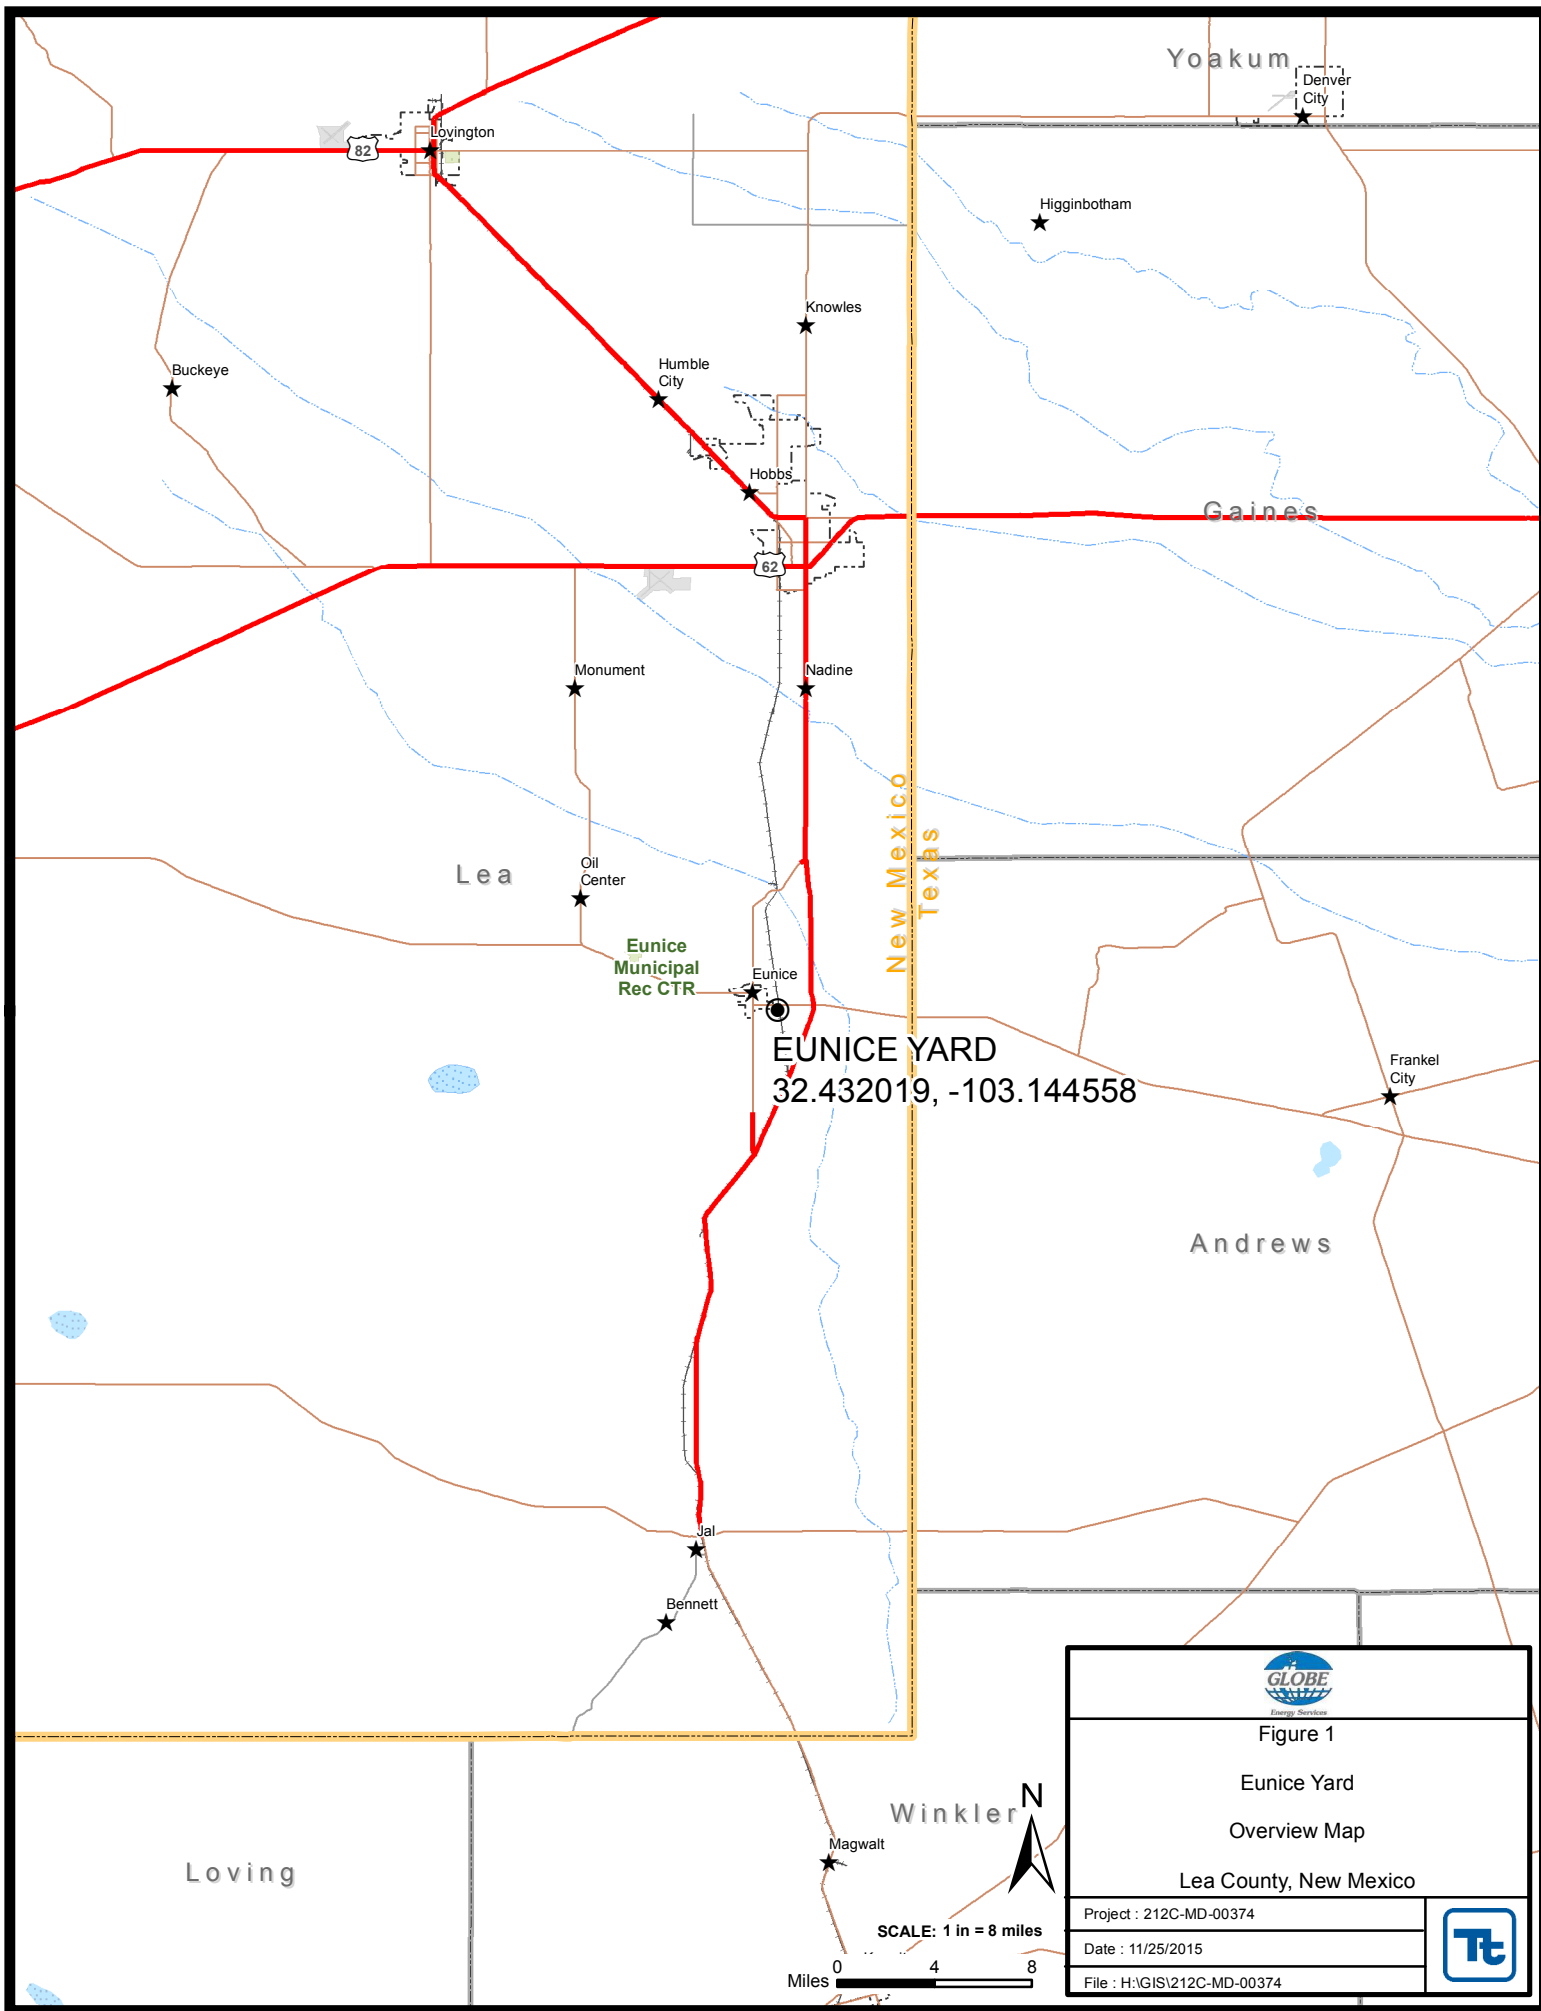 Yoakum
Denver
City
Lovington
82
Higginbotham
Knowles
Buckeye
Humble
City
Hobbs
Gaines
62
Monument
Nadine
New Mexico
Texas
Lea
Oil
Center
Eunice
Municipal
Rec CTR
Eunice
EUNICE YARD
32.432019, -103.144558
Frankel
City
Andrews
Jal
Bennett
Winkler
Magwalt
Loving
N
SCALE: 1 in = 8 miles
0 4 8
Miles
GLOBE
Energy Services
Figure 1
Eunice Yard
Overview Map
Lea County, New Mexico
Project : 212C-MD-00374
Date : 11/25/2015
File : H:\GIS\212C-MD-00374
Tt